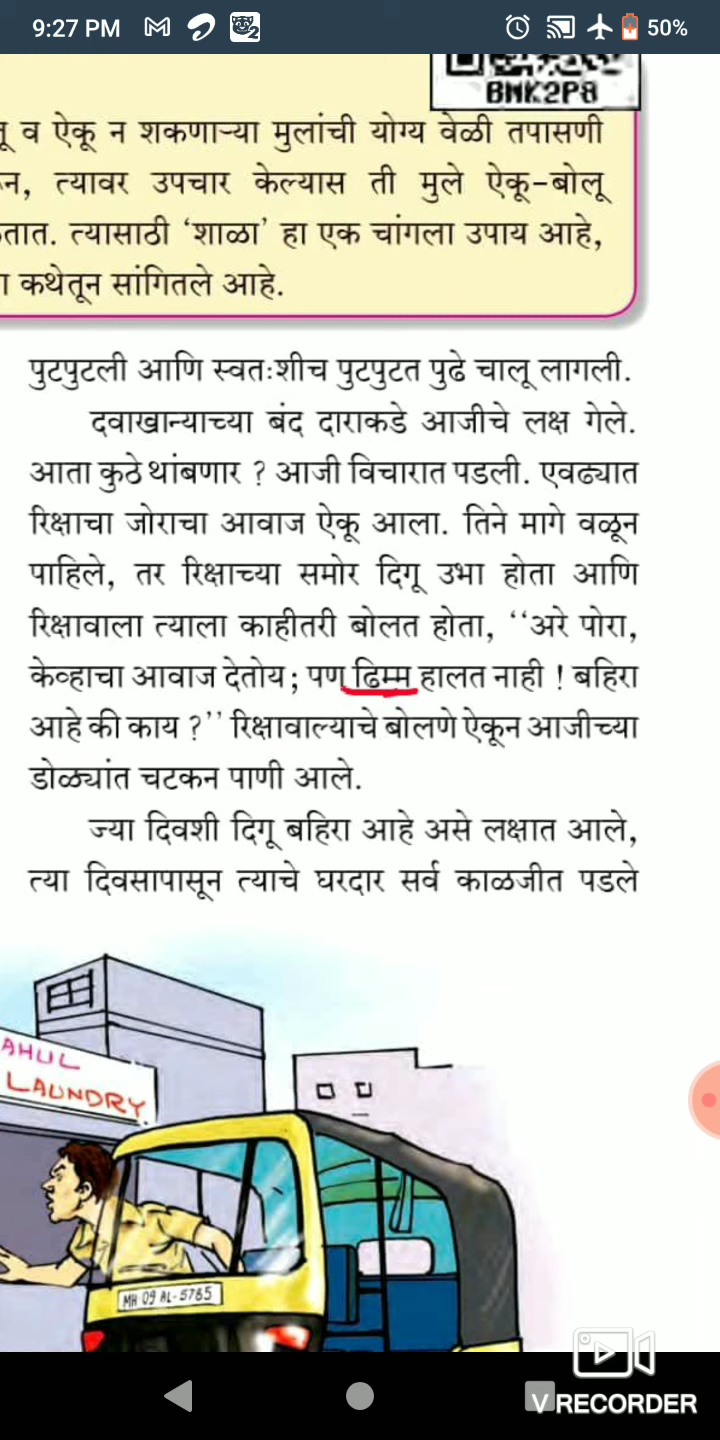 9:27 PM 50%
BMK2P8
व ऐकू न शकणाऱ्या मुलांची योग्य वेळी तपासणी
त्यावर उपचार केल्यास ती मुले ऐकू-बोलू
त्यासाठी ‘शाळा’ हा एक चांगला उपाय आहे,
कथेतून सांगितले आहे.
पुटपुटली आणि स्वतःशीच पुटपुटत पुढे चालू लागली.
दवाखान्याच्या बंद दाराकडे आजीचे लक्ष गेले.
आता कुठे थांबणार ? आजी विचारात पडली. एवढ्यात
रिक्षाचा जोराचा आवाज ऐकू आला. तिने मागे वळून
पाहिले, तर रिक्षाच्या समोर दिगू उभा होता आणि
रिक्षावाला त्याला काहीतरी बोलत होता, ‘‘अरे पोरा,
केव्हाचा आवाज देतोय; पण ढिम्म हालत नाही ! बहिरा
आहे की काय ?’’ रिक्षावाल्याचे बोलणे ऐकून आजीच्या
डोळ्यांत चटकन पाणी आले.
ज्या दिवशी दिगू बहिरा आहे असे लक्षात आले,
त्या दिवसापासून त्याचे घरदार सर्व काळजीत पडले
AHUL
LAUNDRY
MH 09 AL-5765
V RECORDER